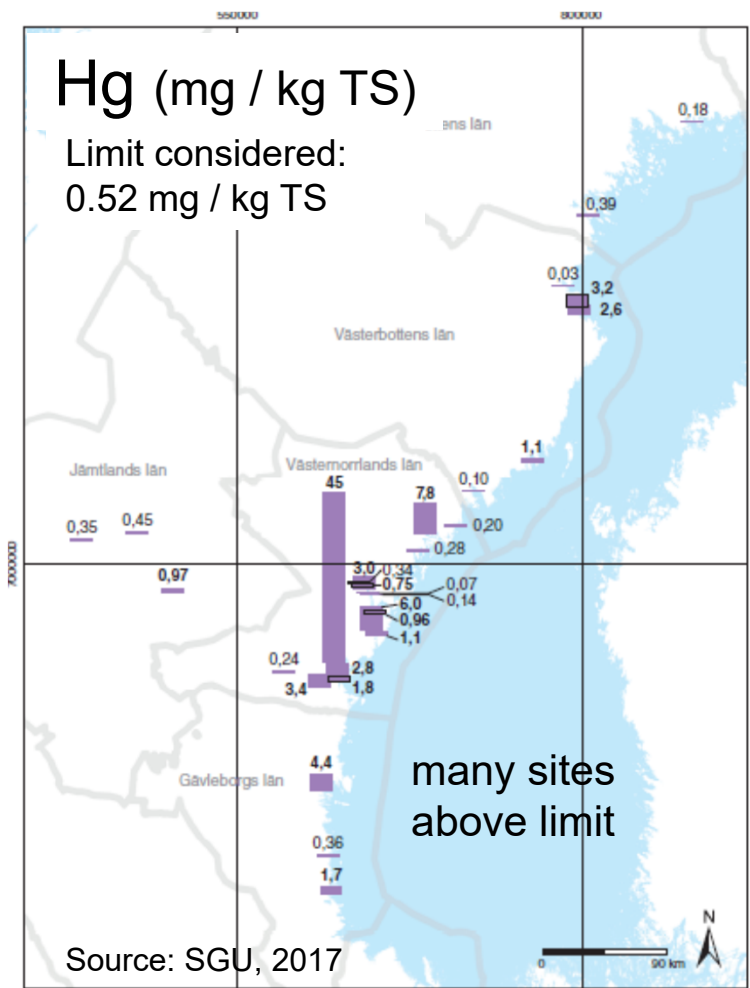 550000
800000
Hg (mg / kg TS)
Limit considered:
0.52 mg / kg TS
ens län
0,18
0,39
0,03
3,2
2,6
Västerbottens län
1,1
Jämtlands län
Västernorrlands län
45
7,8
0,10
0,35
0,45
0,20
0,28
7000000
0,97
3,0
0,34
0,75
0,07
0,14
6,0
0,96
1,1
0,24
2,8
3,4
1,8
4,4
Gävleborgs län
many sites
above limit
0,36
1,7
N
Source: SGU, 2017
0
90 km